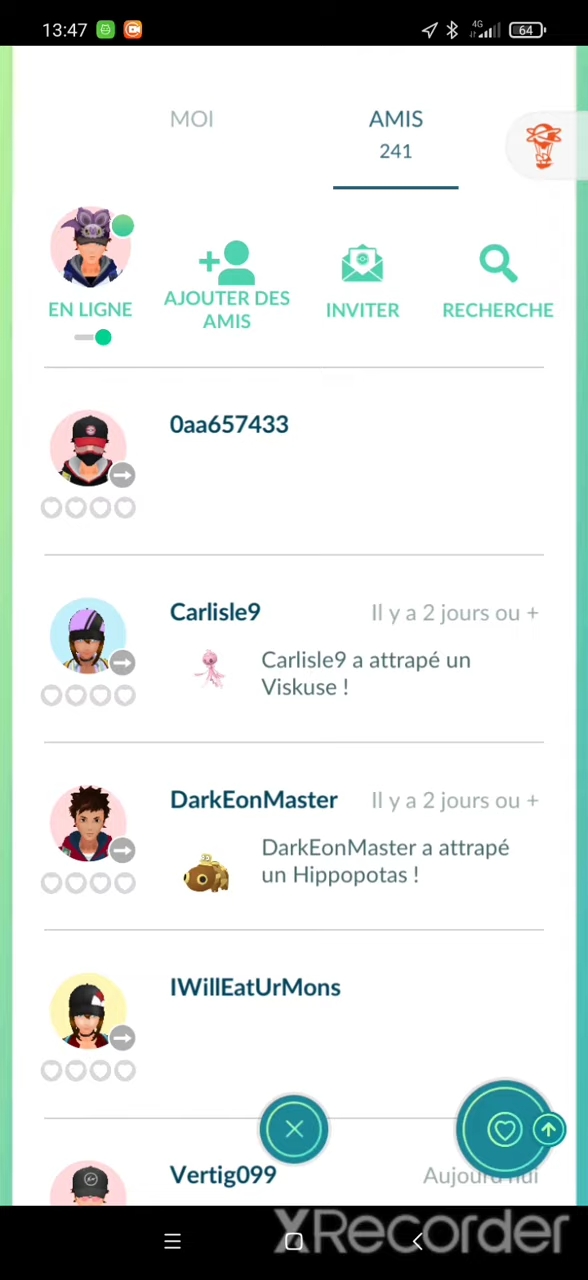 13:47
4G
64
MOI
AMIS
241
EN LIGNE
AJOUTER DES
AMIS
INVITER
RECHERCHE
0aa657433
Carlisle9
Il y a 2 jours ou +
Carlisle9 a attrapé un
Viskuse !
DarkEonMaster
Il y a 2 jours ou +
DarkEonMaster a attrapé
un Hippopotas !
IWillEatUrMons
Vertig099
Aujourd'hui
XRecorder